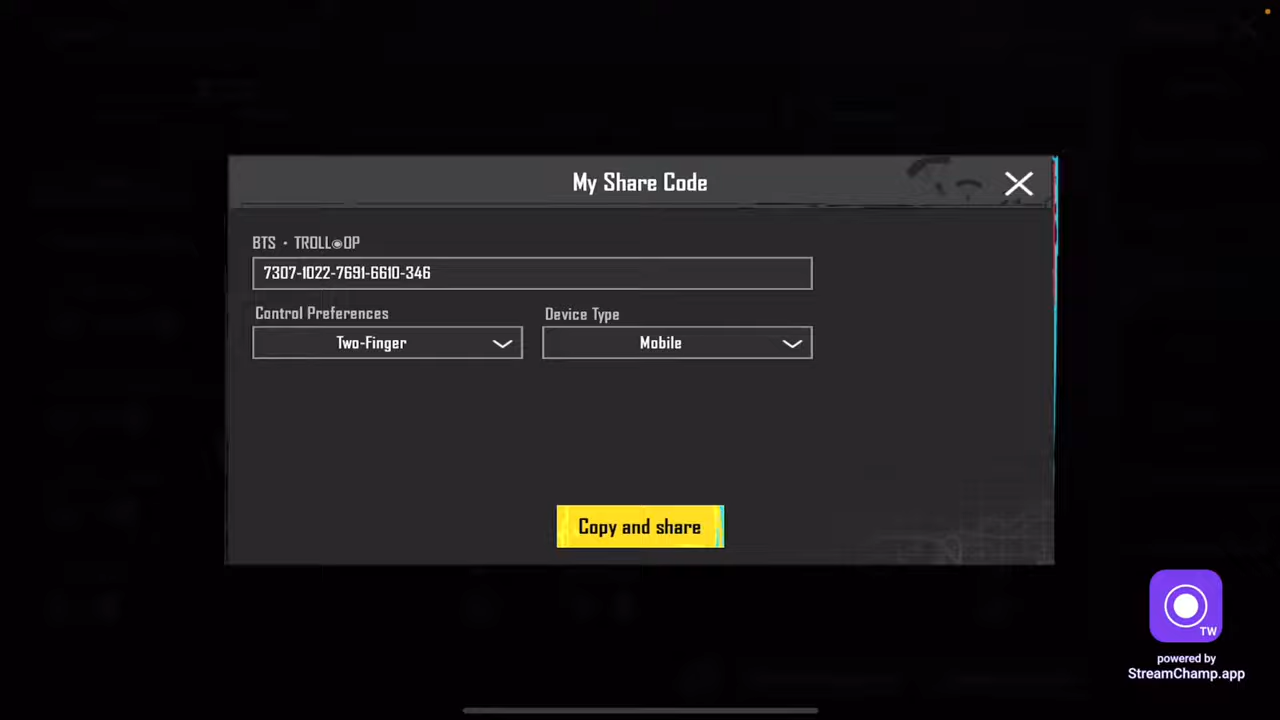 My Share Code
BTS • TROLL◉OP
7307-1022-7691-6610-346
Control Preferences
Device Type
Two-Finger
Mobile
Copy and share
TW
powered by
StreamChamp.app